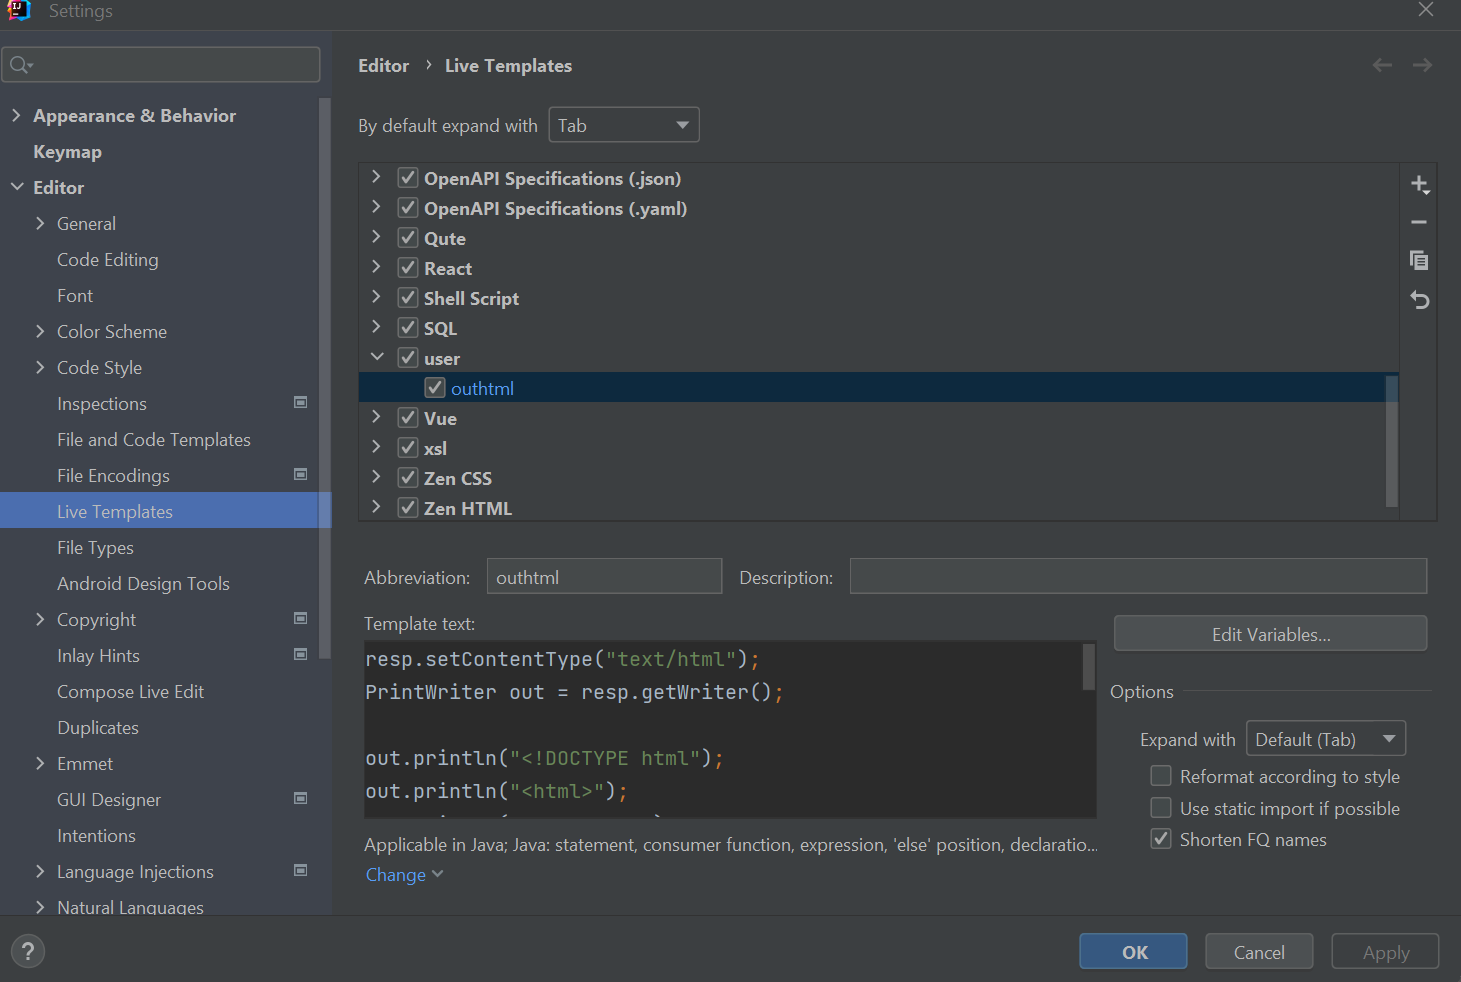 IJ
Settings
Appearance & Behavior
Keymap
Editor
General
Code Editing
Font
Color Scheme
Code Style
Inspections
File and Code Templates
File Encodings
Live Templates
File Types
Android Design Tools
Copyright
Inlay Hints
Compose Live Edit
Duplicates
Emmet
GUI Designer
Intentions
Language Injections
Natural Languages
?
Editor › Live Templates
By default expand with Tab
OpenAPI Specifications (.json)
OpenAPI Specifications (.yaml)
Qute
React
Shell Script
SQL
user
outhtml
Vue
xsl
Zen CSS
Zen HTML
Abbreviation: outhtml Description:
Template text:
resp.setContentType("text/html");
PrintWriter out = resp.getWriter();
out.println("<!DOCTYPE html");
out.println("<html>");
Applicable in Java; Java: statement, consumer function, expression, 'else' position, declaratio...
Change
Edit Variables...
Options
Expand with Default (Tab)
Reformat according to style
Use static import if possible
Shorten FQ names
OK Cancel Apply